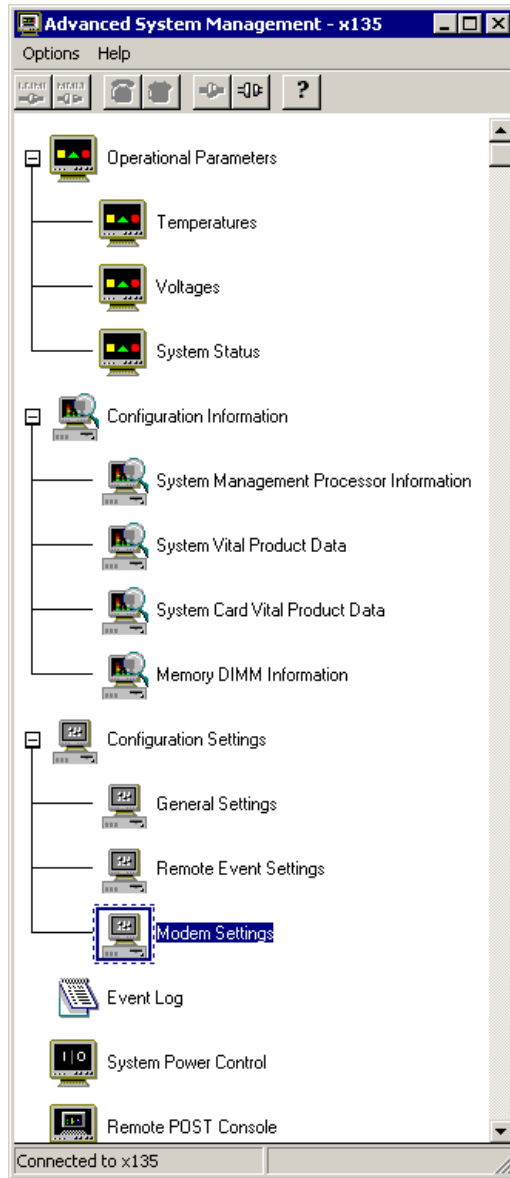 Advanced System Management - x135
Options Help
?
Operational Parameters
Temperatures
Voltages
System Status
Configuration Information
System Management Processor Information
System Vital Product Data
System Card Vital Product Data
Memory DIMM Information
Configuration Settings
General Settings
Remote Event Settings
Modem Settings
Event Log
System Power Control
Remote POST Console
Connected to x135